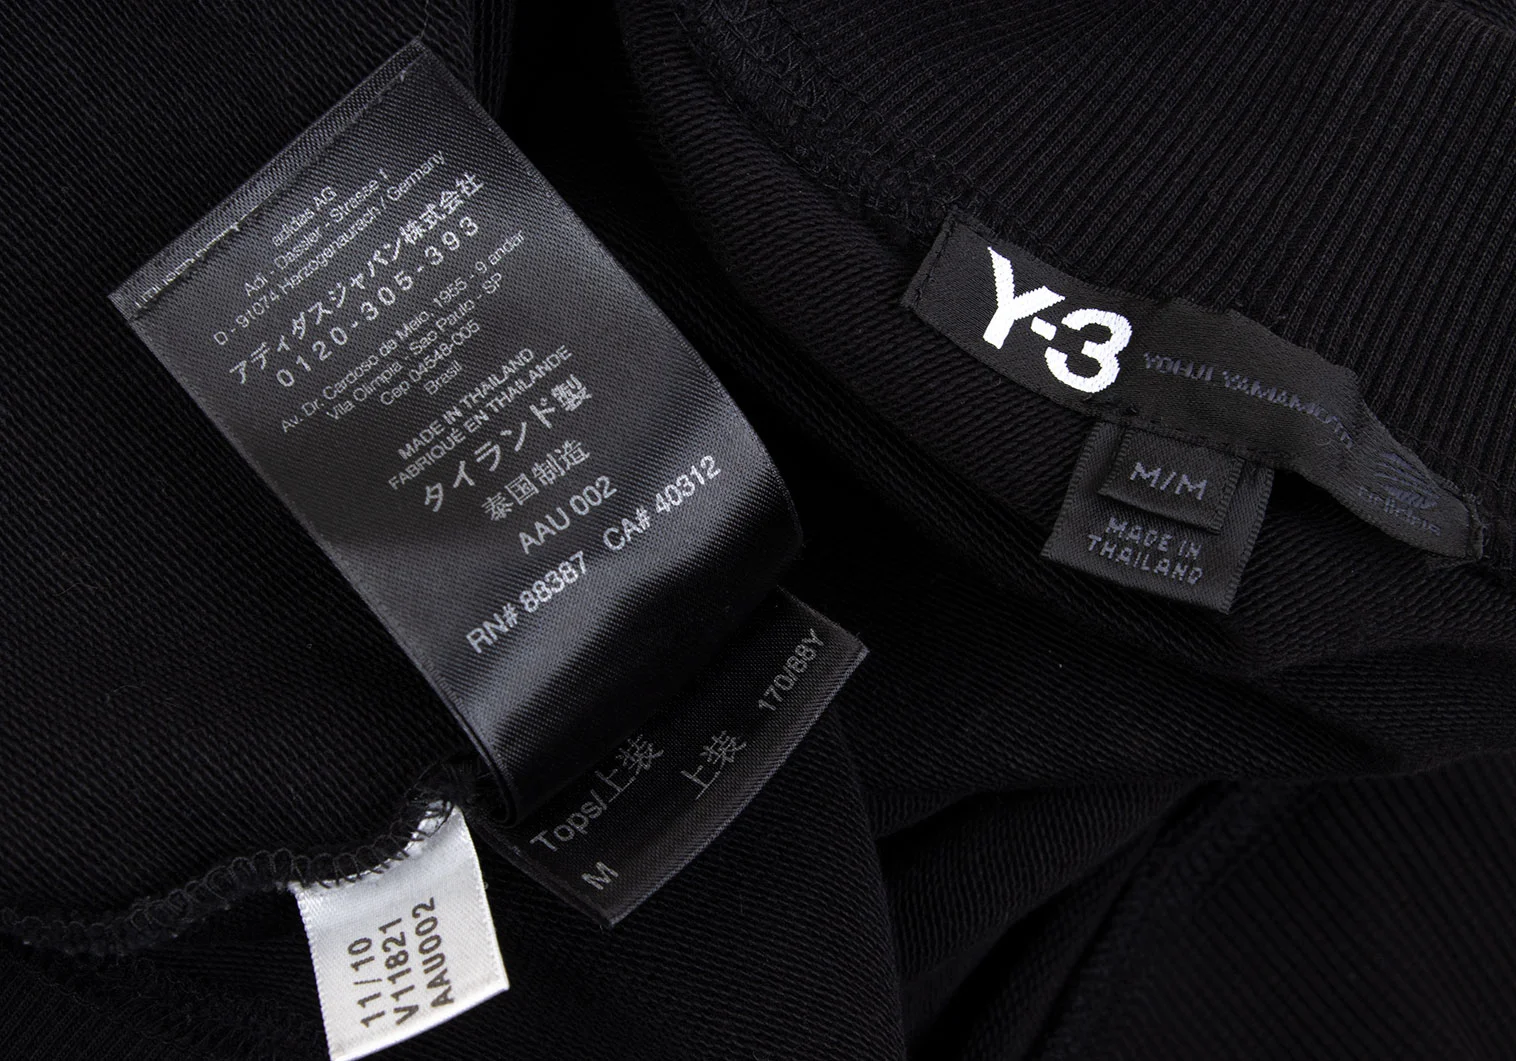 adidas AG
Adi - Dassler - Strasse 1
D - 91074 Herzogenaurach / Germany
アディダスジャパン株式会社
0120-305-393
Av. Dr. Cardoso de Melo, 1955 - 9 andar
Vila Olimpia, Sao Paulo - SP
Cep 04548-005
Brasil
MADE IN THAILAND
FABRIQUÉ EN THAILANDE
タイランド製
泰国制造
AAU 002
RN# 88387 CA# 40312
170/88Y
Tops/上装
上装
M
11/10
V11821
AAU002
Y-3
YOHJI YAMAMOTO
M/M
MADE IN
THAILAND